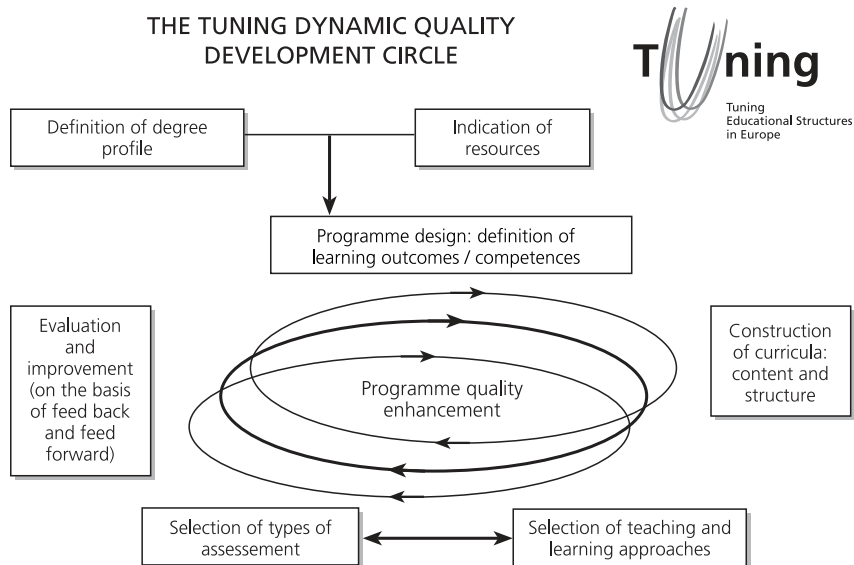 THE TUNING DYNAMIC QUALITY
DEVELOPMENT CIRCLE
Tuning
Tuning
Educational Structures
in Europe
Definition of degree
profile
Indication of
resources
Programme design: definition of
learning outcomes / competences
Evaluation
and
improvement
(on the basis
of feed back
and feed
forward)
Programme quality
enhancement
Construction
of curricula:
content and
structure
Selection of types of
assessement
Selection of teaching and
learning approaches